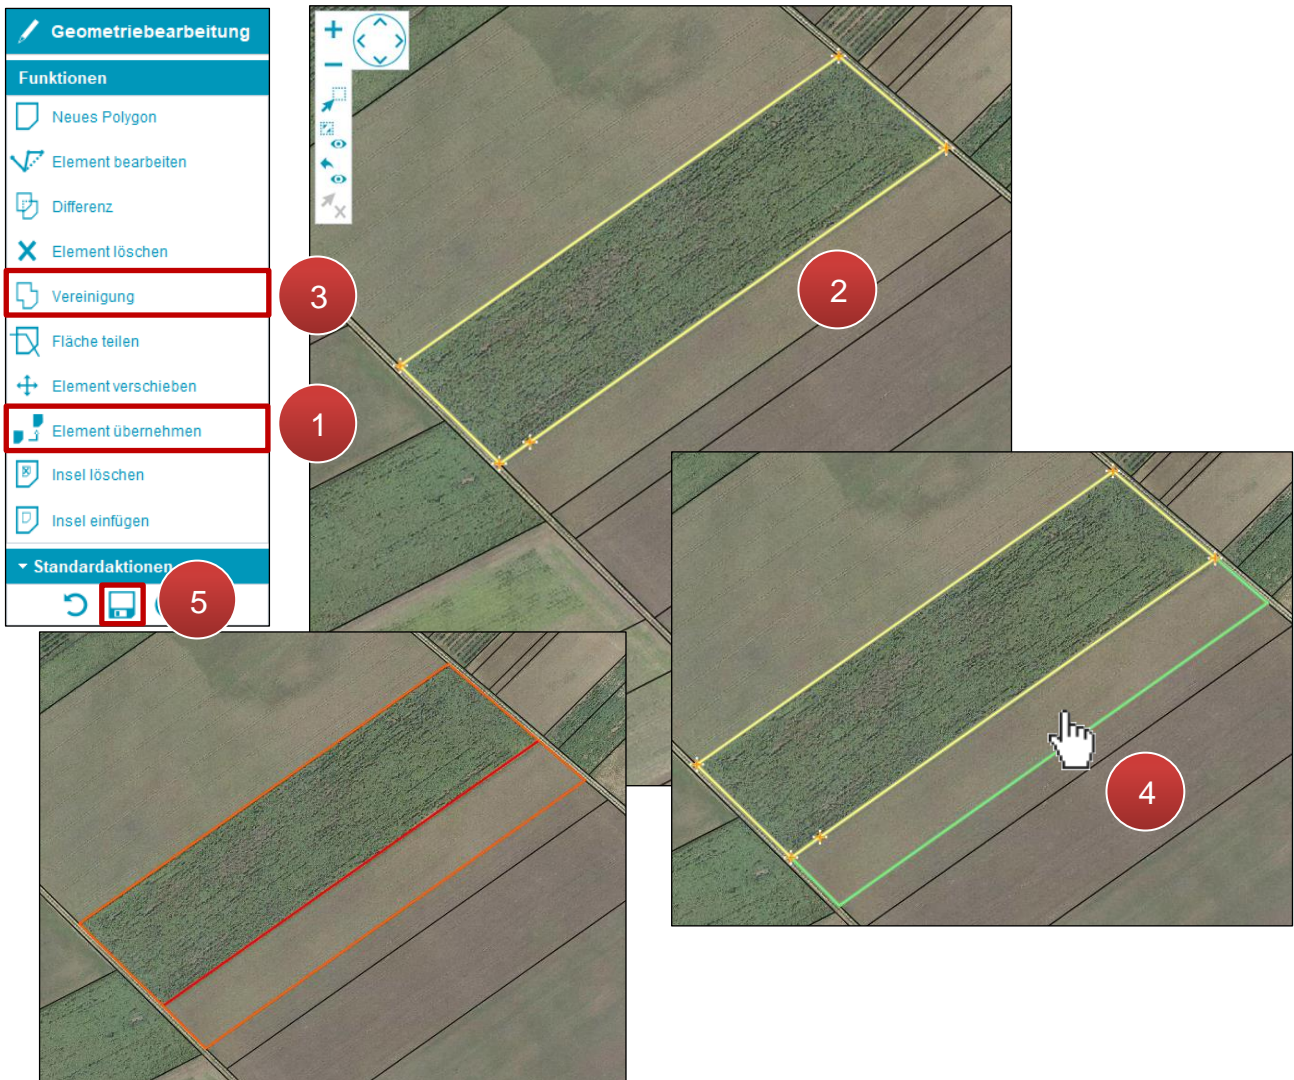 Geometriebearbeitung
Funktionen
Neues Polygon
Element bearbeiten
Differenz
Element löschen
Vereinigung
3
Fläche teilen
Element verschieben
Element übernehmen
1
Insel löschen
Insel einfügen
Standardaktionen
5
2
4